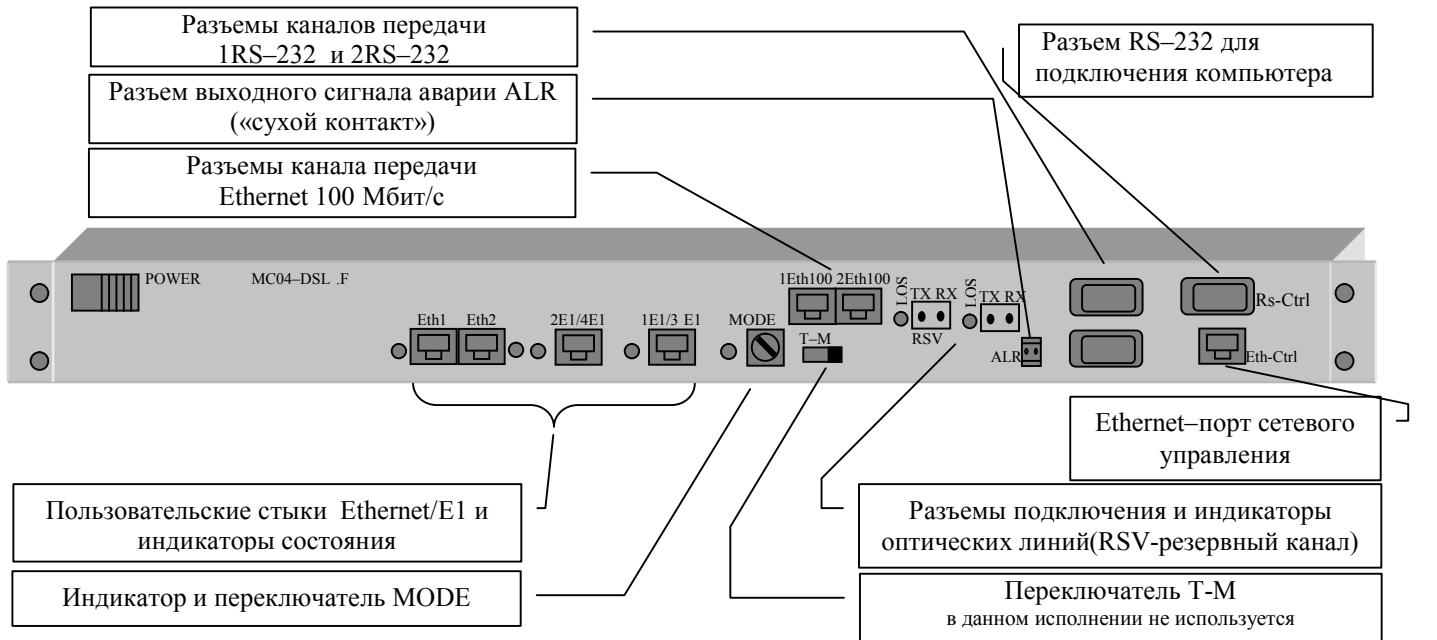 Разъемы каналов передачи
1RS–232 и 2RS–232
Разъем RS–232 для
подключения компьютера
Разъем выходного сигнала аварии ALR
(«сухой контакт»)
Разъемы канала передачи
Ethernet 100 Мбит/с
POWER
MC04–DSL .F
1Eth100 2Eth100
LOS
TX RX
LOS
TX RX
Rs-Ctrl
Eth1
Eth2
2E1/4E1
1E1/3 E1
MODE
T–M
RSV
ALR
Eth-Ctrl
Ethernet–порт сетевого
управления
Пользовательские стыки Ethernet/E1 и
индикаторы состояния
Разъемы подключения и индикаторы
оптических линий(RSV-резервный канал)
Индикатор и переключатель MODE
Переключатель T-M
в данном исполнении не используется